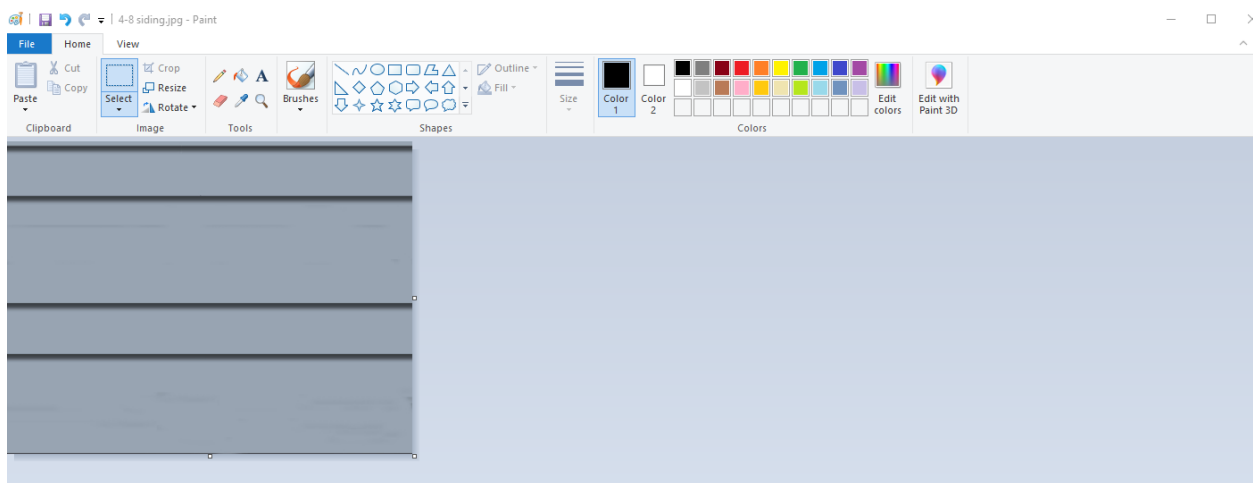 4-8 siding.jpg - Paint
File Home View
Paste
Cut
Copy
Clipboard
Select
Crop
Resize
Rotate
Image
A
Tools
Brushes
Outline
Fill
Shapes
Size
Color 1
Color 2
Edit colors
Colors
Edit with Paint 3D